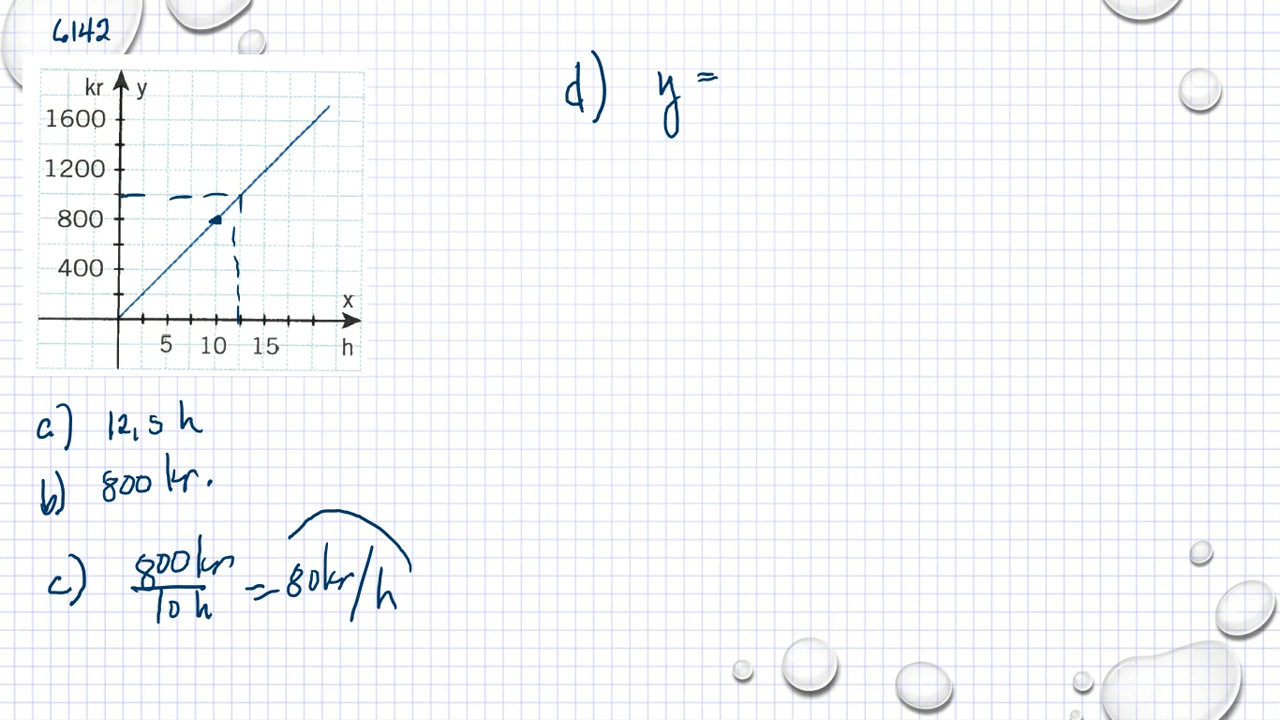 6142
kr y
1600
1200
800
400
x
5 10 15 h
a) 12,5 h
b) 800 kr.
c) 800 kr / 10 h = 80 kr/h
d) y =